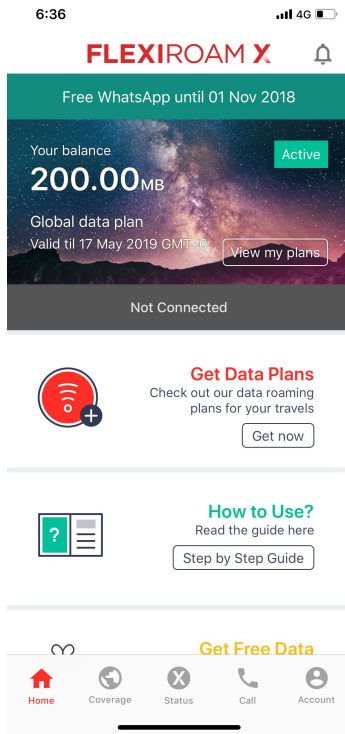 6:36
4G
FLEXIROAM X
Free WhatsApp until 01 Nov 2018
Your balance
Active
200.00MB
Global data plan
Valid til 17 May 2019 GMT+0
View my plans
Not Connected
Get Data Plans
Check out our data roaming
plans for your travels
Get now
How to Use?
?
Read the guide here
Step by Step Guide
Get Free Data
Home
Coverage
Status
Call
Account